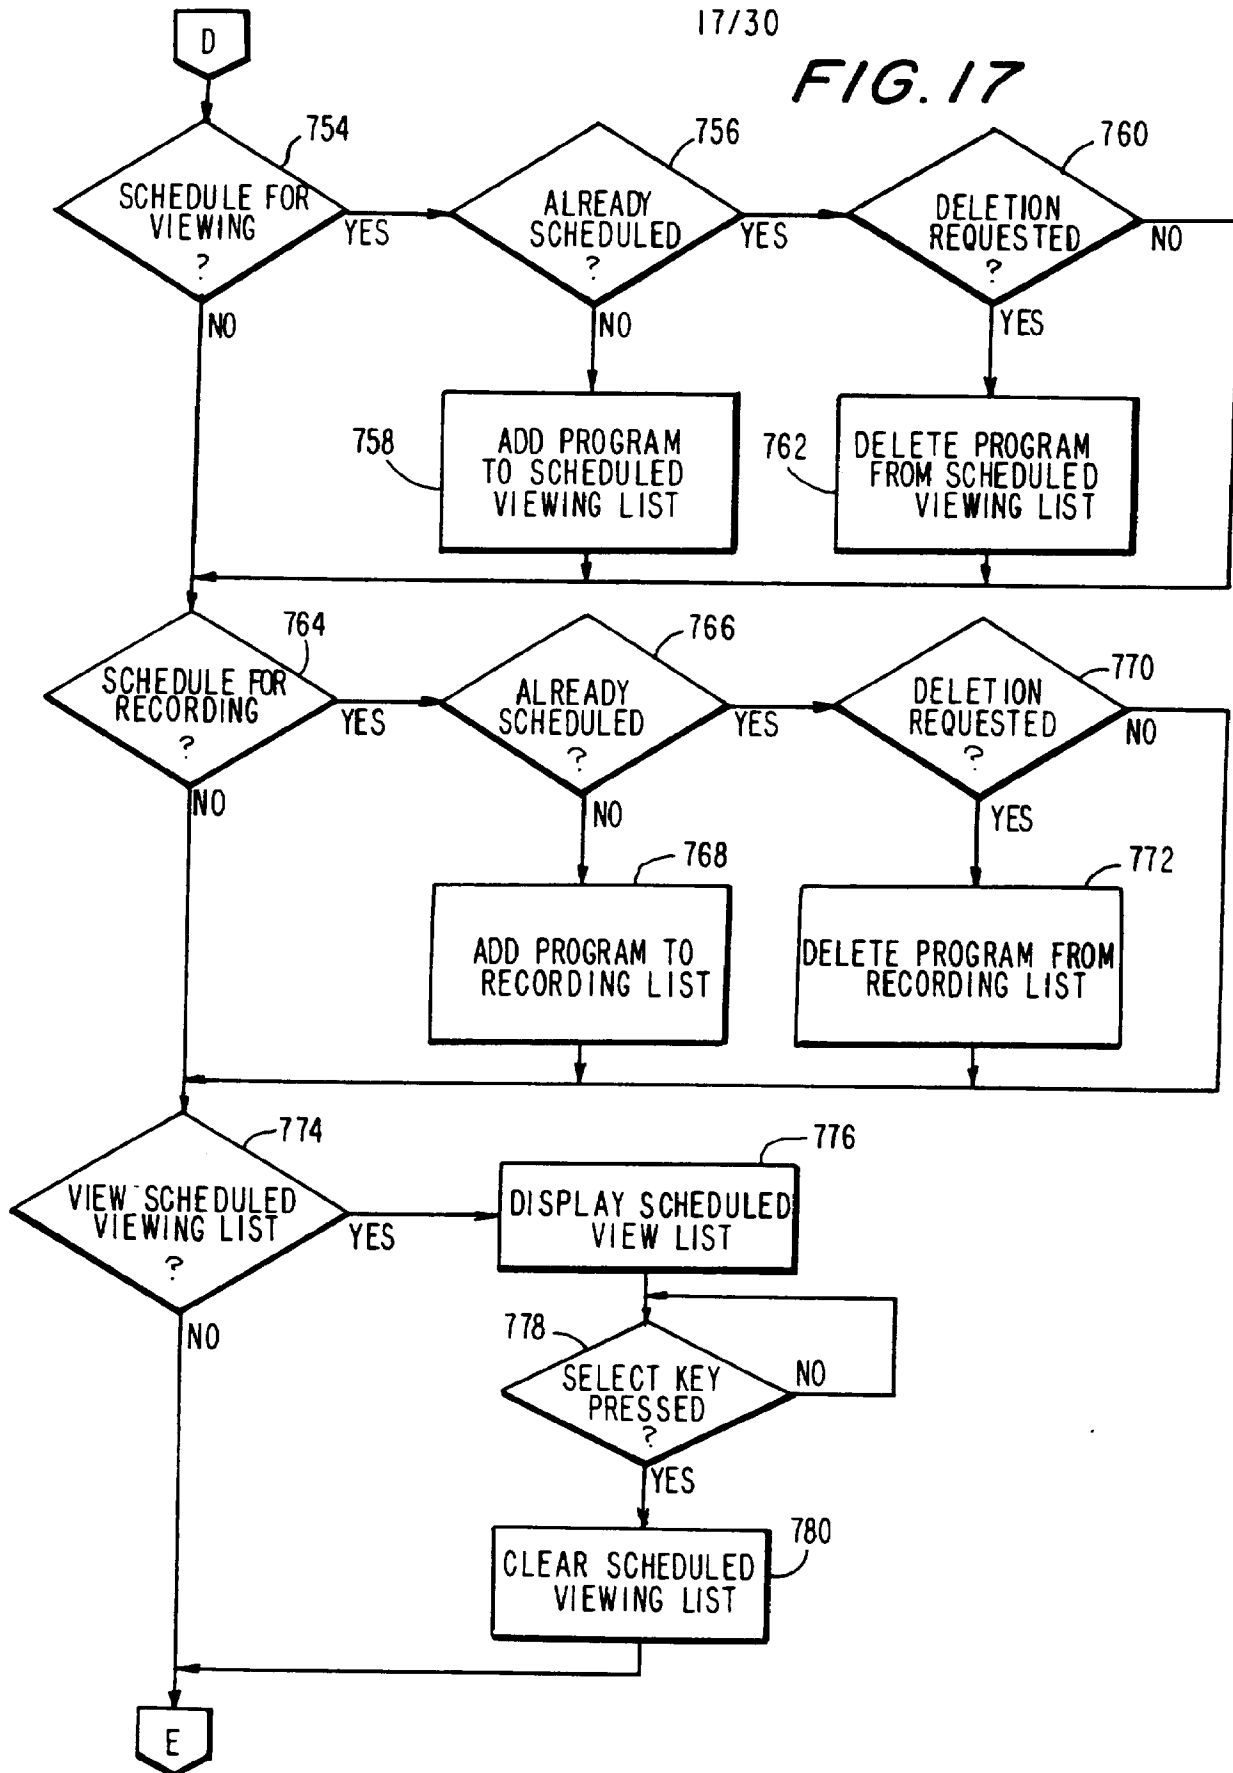 17/30
FIG. 17
D
754
SCHEDULE FOR
VIEWING
?
YES
NO
756
ALREADY
SCHEDULED
?
YES
NO
760
DELETION
REQUESTED
?
NO
YES
758
ADD PROGRAM
TO SCHEDULED
VIEWING LIST
762
DELETE PROGRAM
FROM SCHEDULED
VIEWING LIST
764
SCHEDULE FOR
RECORDING
?
YES
NO
766
ALREADY
SCHEDULED
?
YES
NO
770
DELETION
REQUESTED
?
NO
YES
768
ADD PROGRAM TO
RECORDING LIST
772
DELETE PROGRAM FROM
RECORDING LIST
774
VIEW SCHEDULED
VIEWING LIST
?
YES
NO
776
DISPLAY SCHEDULED
VIEW LIST
778
SELECT KEY
PRESSED
?
NO
YES
780
CLEAR SCHEDULED
VIEWING LIST
E